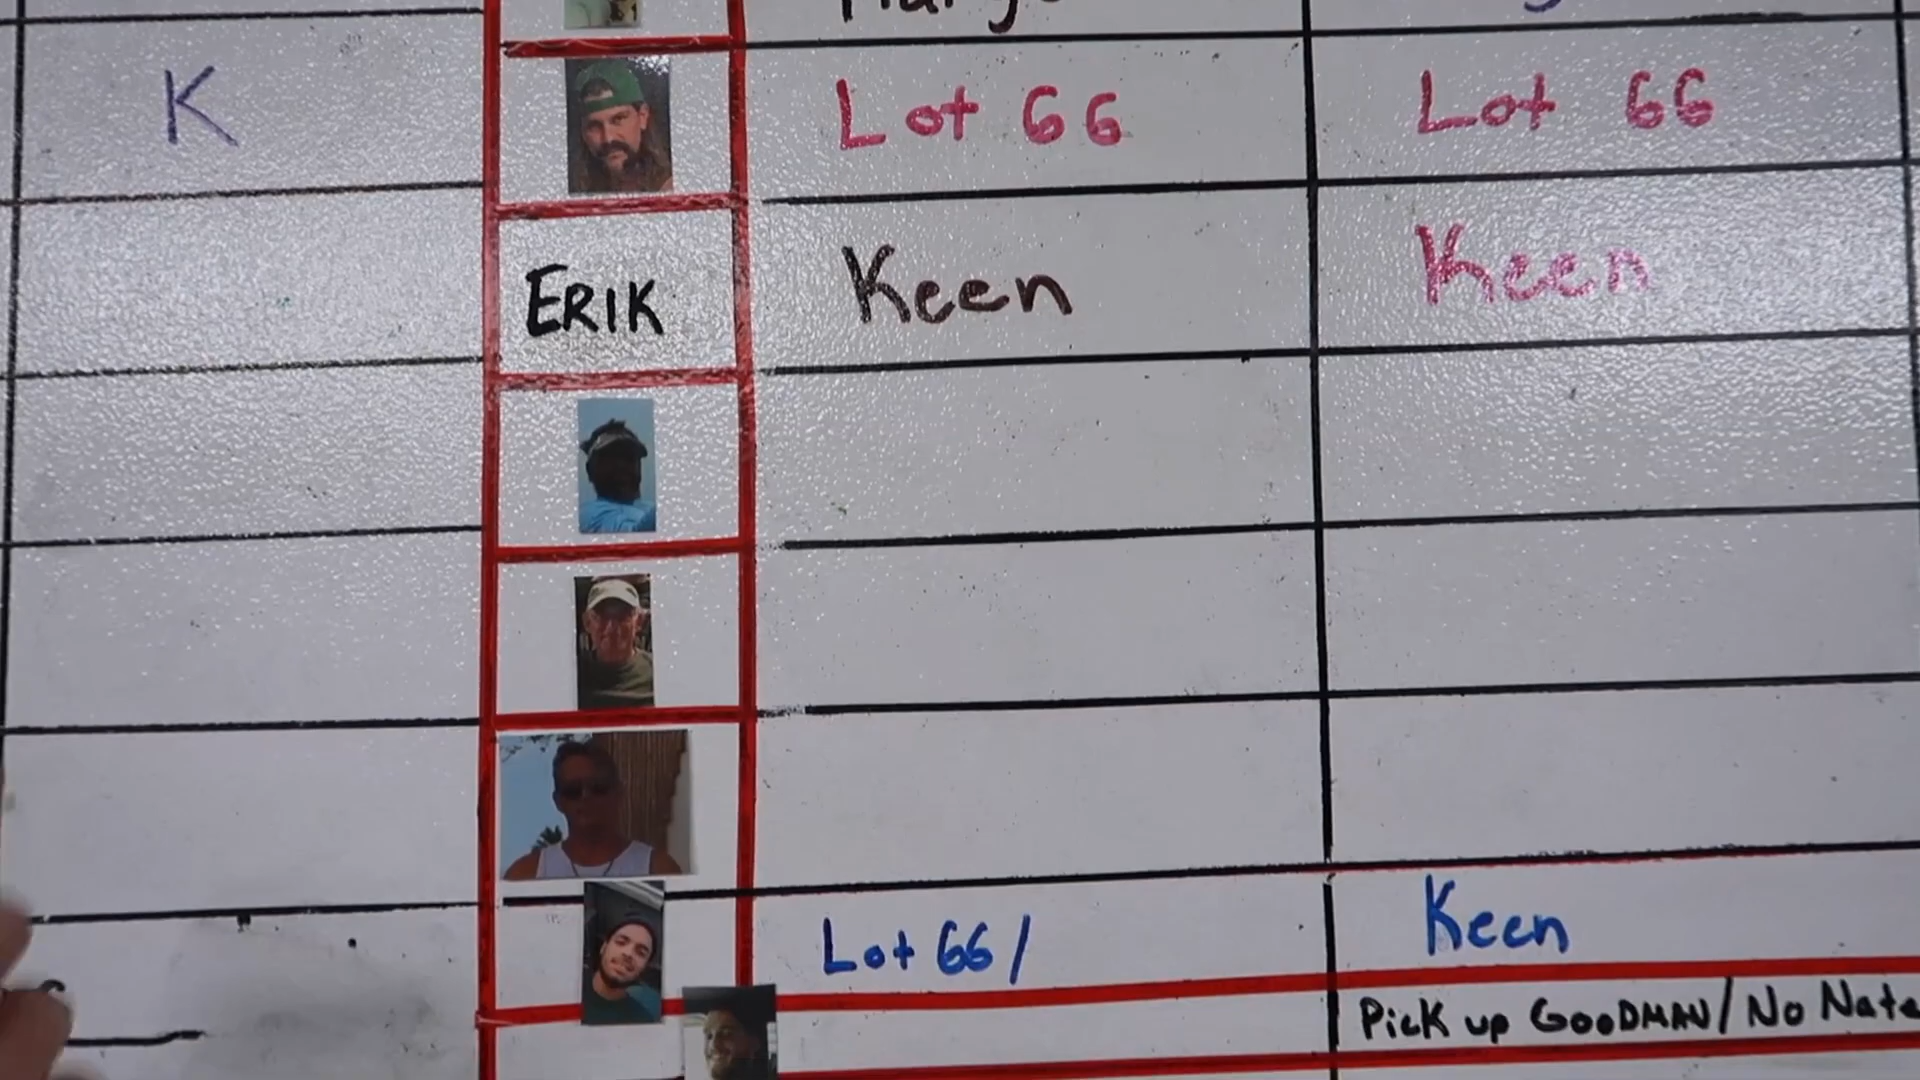 K Lot 66 Lot 66
ERIK Keen Keen
Lot 66/ Keen
Pick up GOODMAN/No Nate